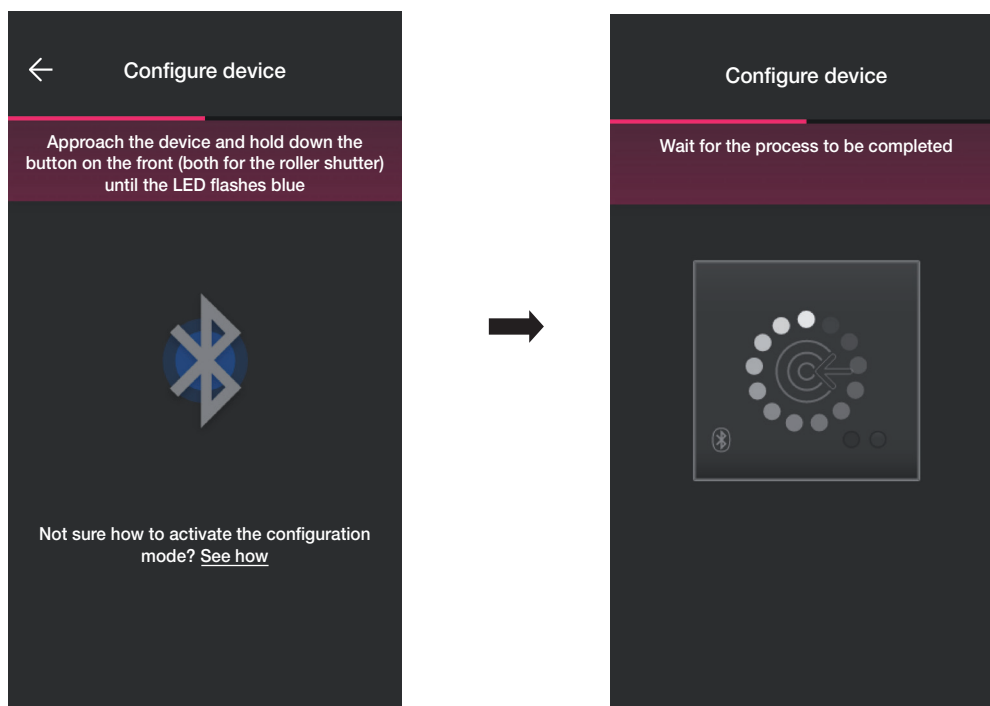 Configure device
Approach the device and hold down the
button on the front (both for the roller shutter)
until the LED flashes blue
Not sure how to activate the configuration
mode? See how
Configure device
Wait for the process to be completed